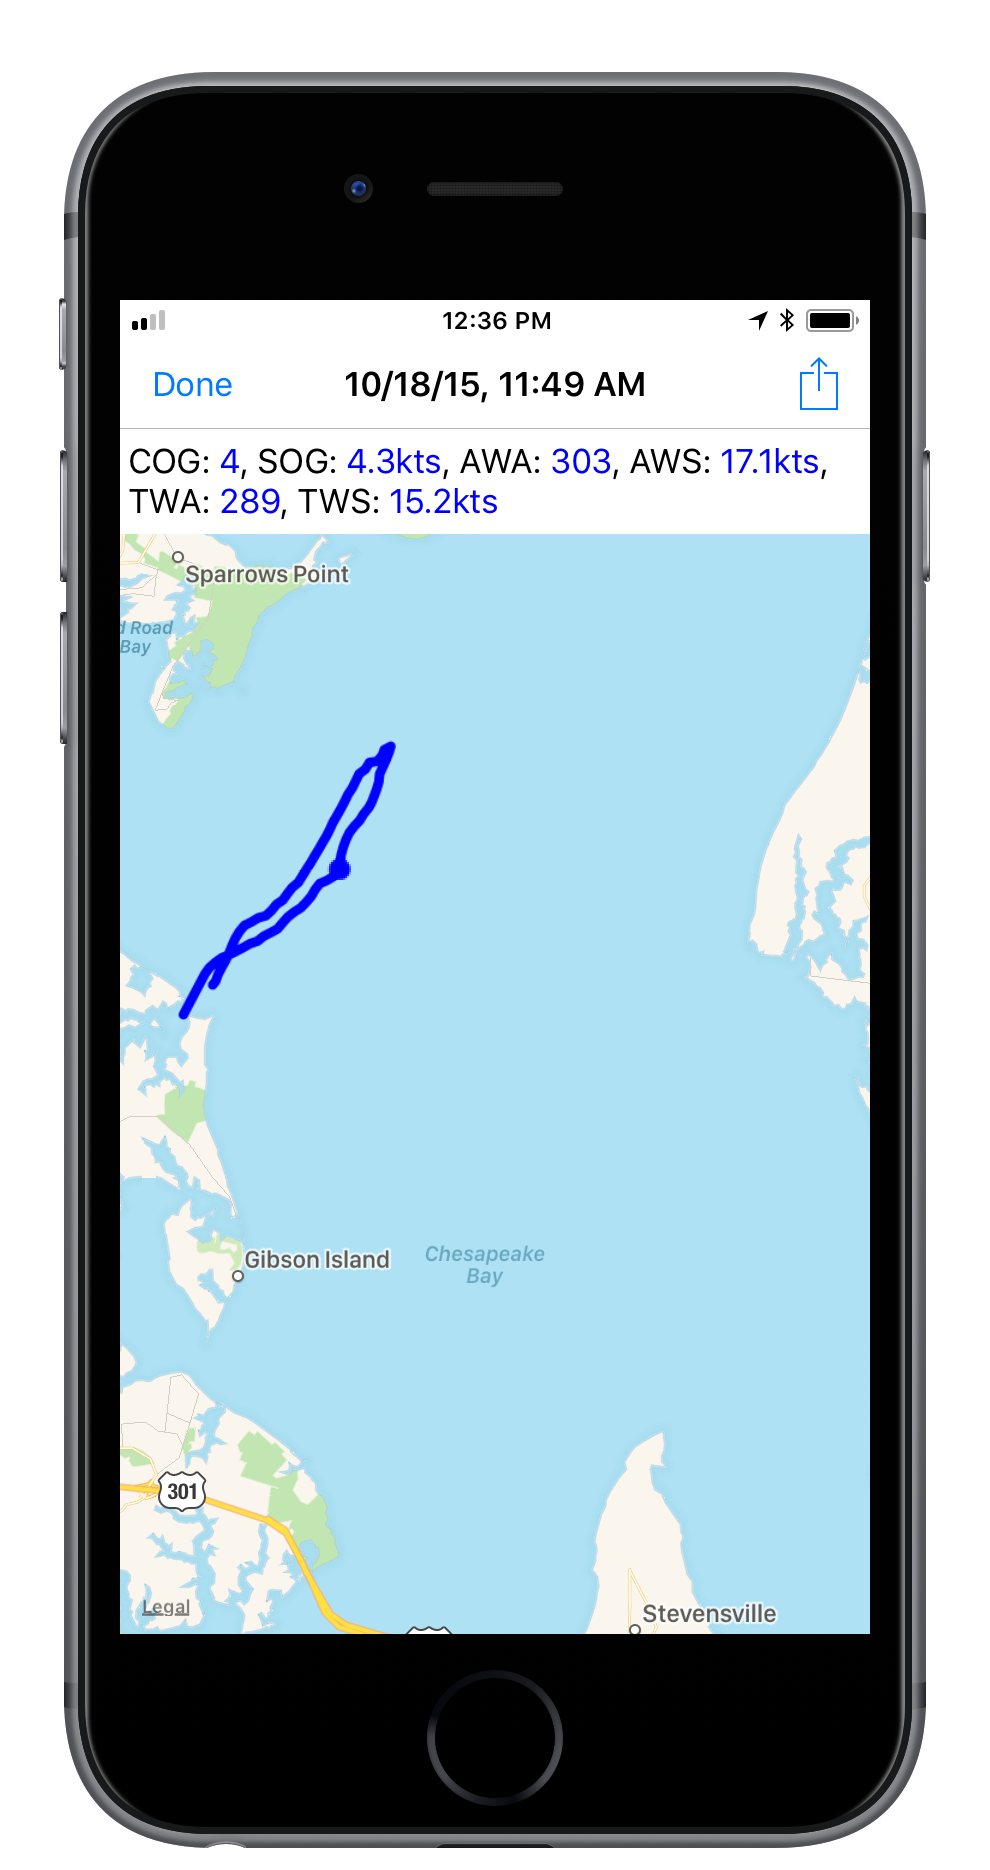 12:36 PM
Done
10/18/15, 11:49 AM
COG: 4, SOG: 4.3kts, AWA: 303, AWS: 17.1kts,
TWA: 289, TWS: 15.2kts
Sparrows Point
d Road
Bay
Gibson Island
Chesapeake
Bay
301
Legal
Stevensville